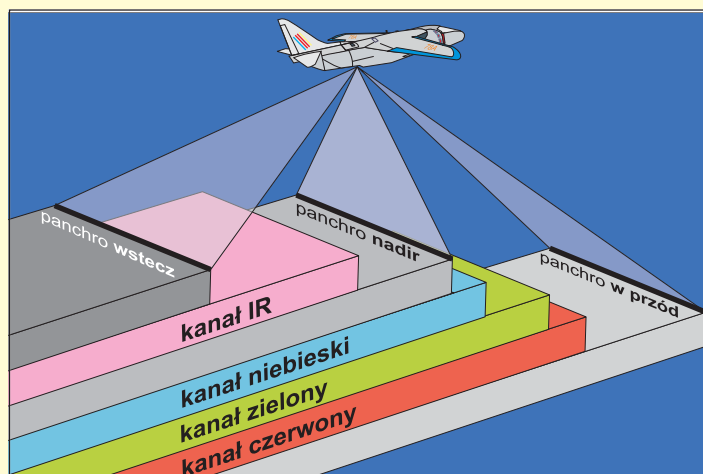 panchro wstecz
panchro nadir
panchro w przód
kanał IR
kanał niebieski
kanał zielony
kanał czerwony